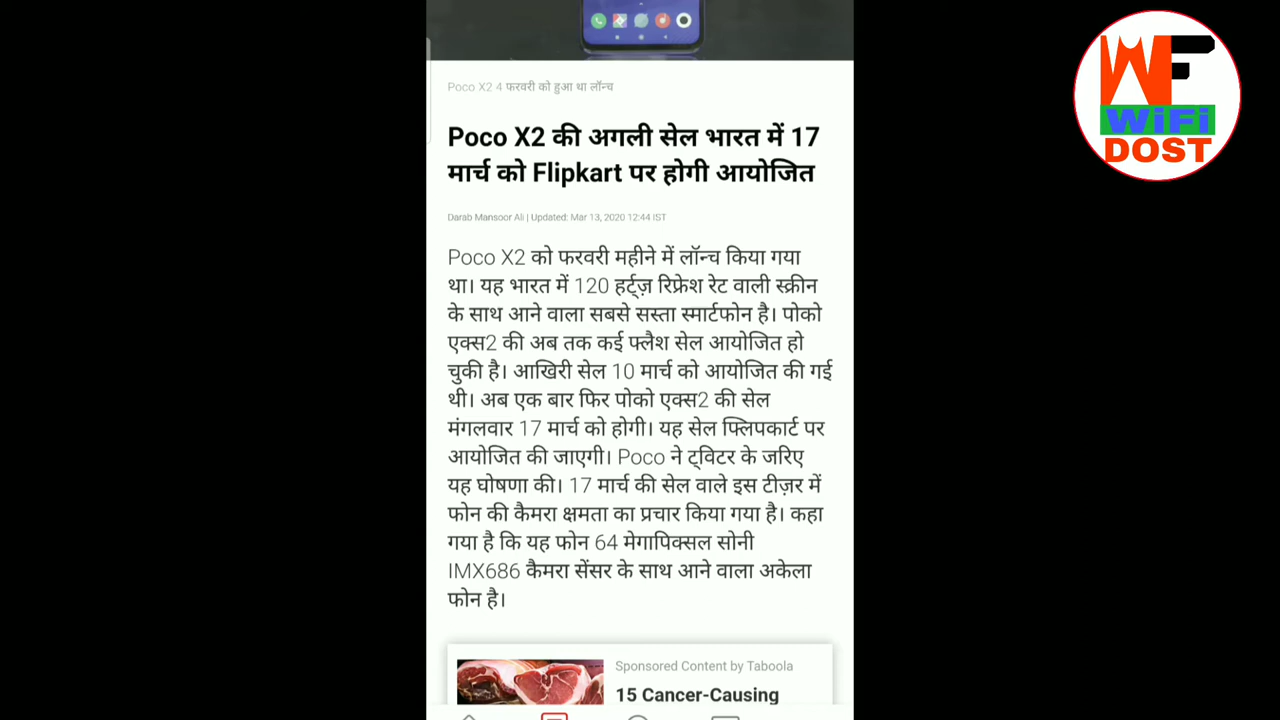 Poco X2 4 फरवरी को हुआ था लॉन्च
Poco X2 की अगली सेल भारत में 17
मार्च को Flipkart पर होगी आयोजित
Darab Mansoor Ali | Updated: Mar 13, 2020 12:44 IST
Poco X2 को फरवरी महीने में लॉन्च किया गया
था। यह भारत में 120 हर्ट्ज़ रिफ्रेश रेट वाली स्क्रीन
के साथ आने वाला सबसे सस्ता स्मार्टफोन है। पोको
एक्स2 की अब तक कई फ्लैश सेल आयोजित हो
चुकी है। आखिरी सेल 10 मार्च को आयोजित की गई
थी। अब एक बार फिर पोको एक्स2 की सेल
मंगलवार 17 मार्च को होगी। यह सेल फ्लिपकार्ट पर
आयोजित की जाएगी। Poco ने ट्विटर के जरिए
यह घोषणा की। 17 मार्च की सेल वाले इस टीज़र में
फोन की कैमरा क्षमता का प्रचार किया गया है। कहा
गया है कि यह फोन 64 मेगापिक्सल सोनी
IMX686 कैमरा सेंसर के साथ आने वाला अकेला
फोन है।
Sponsored Content by Taboola
15 Cancer-Causing
WF
WiFi
DOST